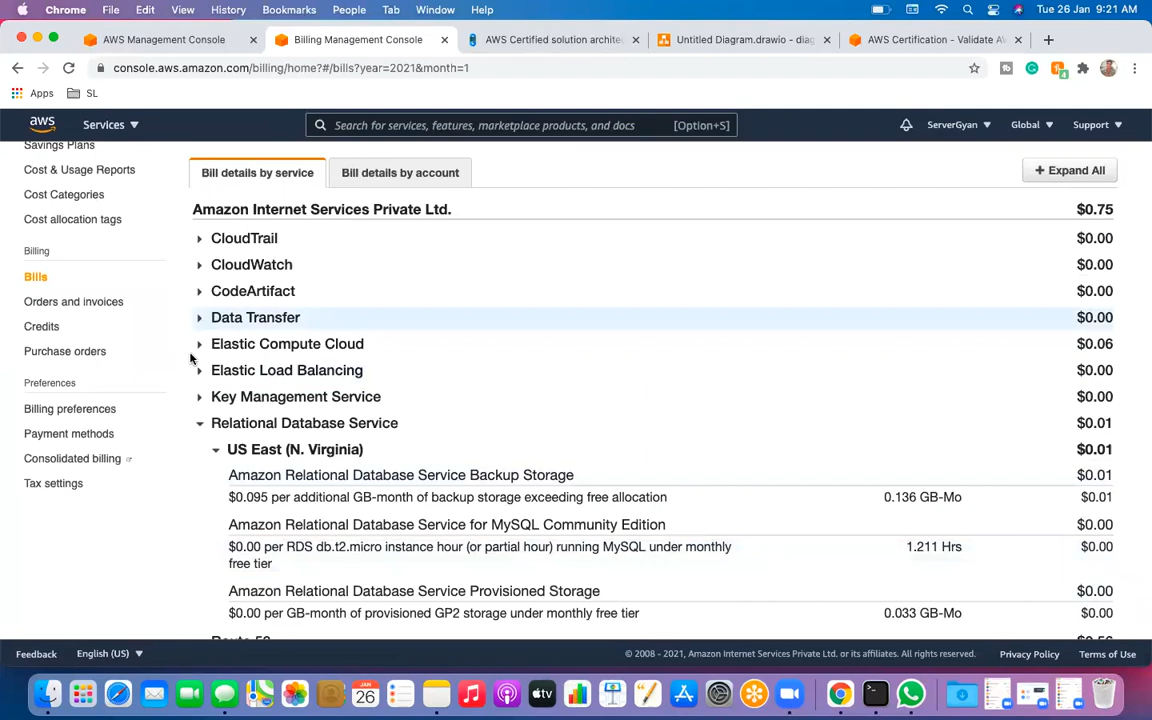 Chrome File Edit View History Bookmarks People Tab Window Help Tue 26 Jan 9:21 AM
AWS Management Console Billing Management Console AWS Certified solution archite Untitled Diagram.drawio - diag AWS Certification - Validate AW
console.aws.amazon.com/billing/home?#/bills?year=2021&month=1
Apps SL
aws Services Search for services, features, marketplace products, and docs [Option+S] ServerGyan Global Support
Savings Plans
Cost & Usage Reports
Cost Categories
Cost allocation tags
Billing
Bills
Orders and invoices
Credits
Purchase orders
Preferences
Billing preferences
Payment methods
Consolidated billing
Tax settings
Bill details by service Bill details by account + Expand All
Amazon Internet Services Private Ltd. $0.75
CloudTrail $0.00
CloudWatch $0.00
CodeArtifact $0.00
Data Transfer $0.00
Elastic Compute Cloud $0.06
Elastic Load Balancing $0.00
Key Management Service $0.00
Relational Database Service $0.01
US East (N. Virginia) $0.01
Amazon Relational Database Service Backup Storage $0.01
$0.095 per additional GB-month of backup storage exceeding free allocation 0.136 GB-Mo $0.01
Amazon Relational Database Service for MySQL Community Edition $0.00
$0.00 per RDS db.t2.micro instance hour (or partial hour) running MySQL under monthly 1.211 Hrs $0.00
free tier
Amazon Relational Database Service Provisioned Storage $0.00
$0.00 per GB-month of provisioned GP2 storage under monthly free tier 0.033 GB-Mo $0.00
Feedback English (US) © 2008 - 2021, Amazon Internet Services Private Ltd. or its affiliates. All rights reserved. Privacy Policy Terms of Use
JAN
26
tv